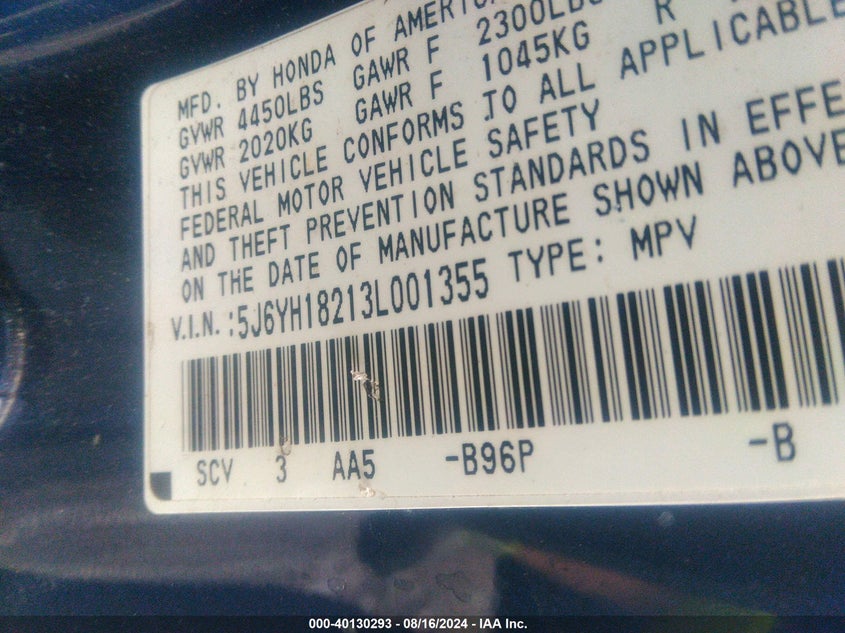 MFD. BY HONDA OF AMERICA
GVWR 4450LBS GAWR F 2300LBS
GVWR 2020KG GAWR F 1045KG R
THIS VEHICLE CONFORMS TO ALL APPLICABLE
FEDERAL MOTOR VEHICLE SAFETY
AND THEFT PREVENTION STANDARDS IN EFFE
ON THE DATE OF MANUFACTURE SHOWN ABOVE
V.I.N.:5J6YH18213L001355 TYPE: MPV
SCV 3 AA5 -B96P -B
000-40130293 - 08/16/2024 - IAA Inc.